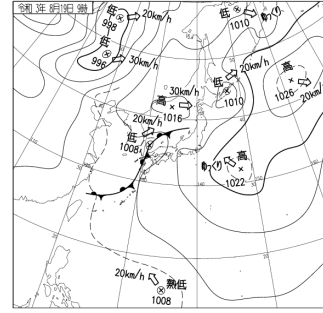 令和 3年 8月19日 9時
低
998
20km/h
低
996
30km/h
低
1010
ゆっくり
20km/h
低
1010
高
1026
20km/h
高
1016
30km/h
20km/h
低
1008
ゆっくり
高
1022
20km/h
熱低
1008